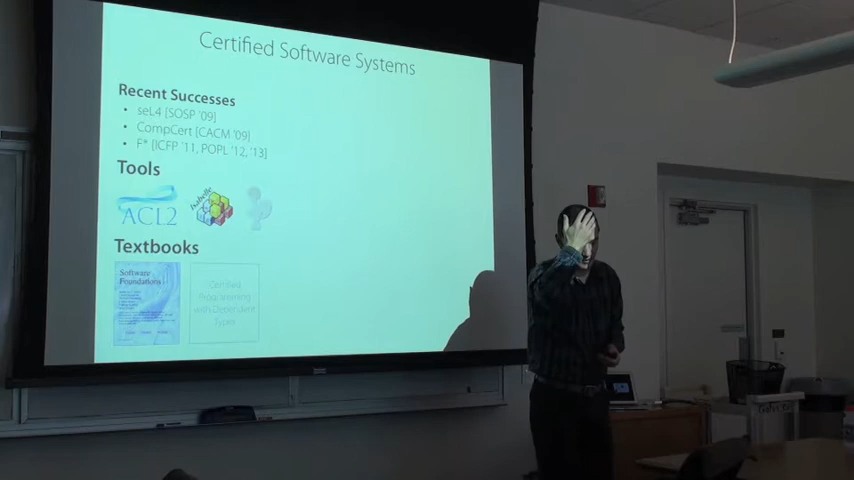 Certified Software Systems
Recent Successes
• seL4 [SOSP '09]
• CompCert [CACM '09]
• F* [ICFP '11, POPL '12, '13]
Tools
ACL2
Isabelle
Textbooks
Software
Foundations
Certified
Programming
with Dependent
Types